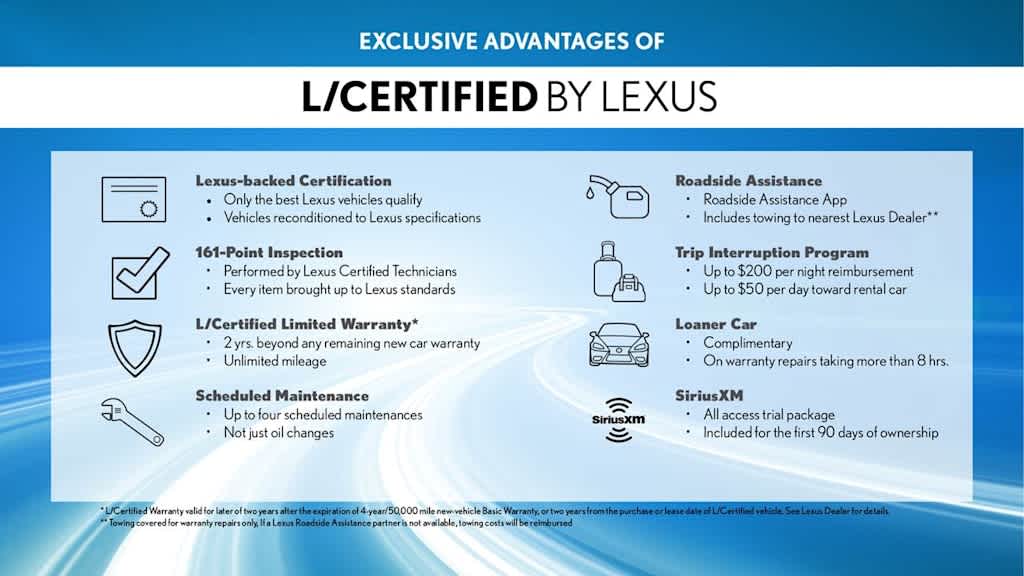 EXCLUSIVE ADVANTAGES OF
L/CERTIFIED BY LEXUS
Lexus-backed Certification
• Only the best Lexus vehicles qualify
• Vehicles reconditioned to Lexus specifications
161-Point Inspection
• Performed by Lexus Certified Technicians
• Every item brought up to Lexus standards
L/Certified Limited Warranty*
• 2 yrs. beyond any remaining new car warranty
• Unlimited mileage
Scheduled Maintenance
• Up to four scheduled maintenances
• Not just oil changes
Roadside Assistance
• Roadside Assistance App
• Includes towing to nearest Lexus Dealer**
Trip Interruption Program
• Up to $200 per night reimbursement
• Up to $50 per day toward rental car
Loaner Car
• Complimentary
• On warranty repairs taking more than 8 hrs.
SiriusXM
SiriusXM
• All access trial package
• Included for the first 90 days of ownership
* L/Certified Warranty valid for later of two years after the expiration of 4-year/50,000 mile new-vehicle Basic Warranty, or two years from the purchase or lease date of L/Certified vehicle. See Lexus Dealer for details.
** Towing covered for warranty repairs only, If a Lexus Roadside Assistance partner is not available, towing costs will be reimbursed